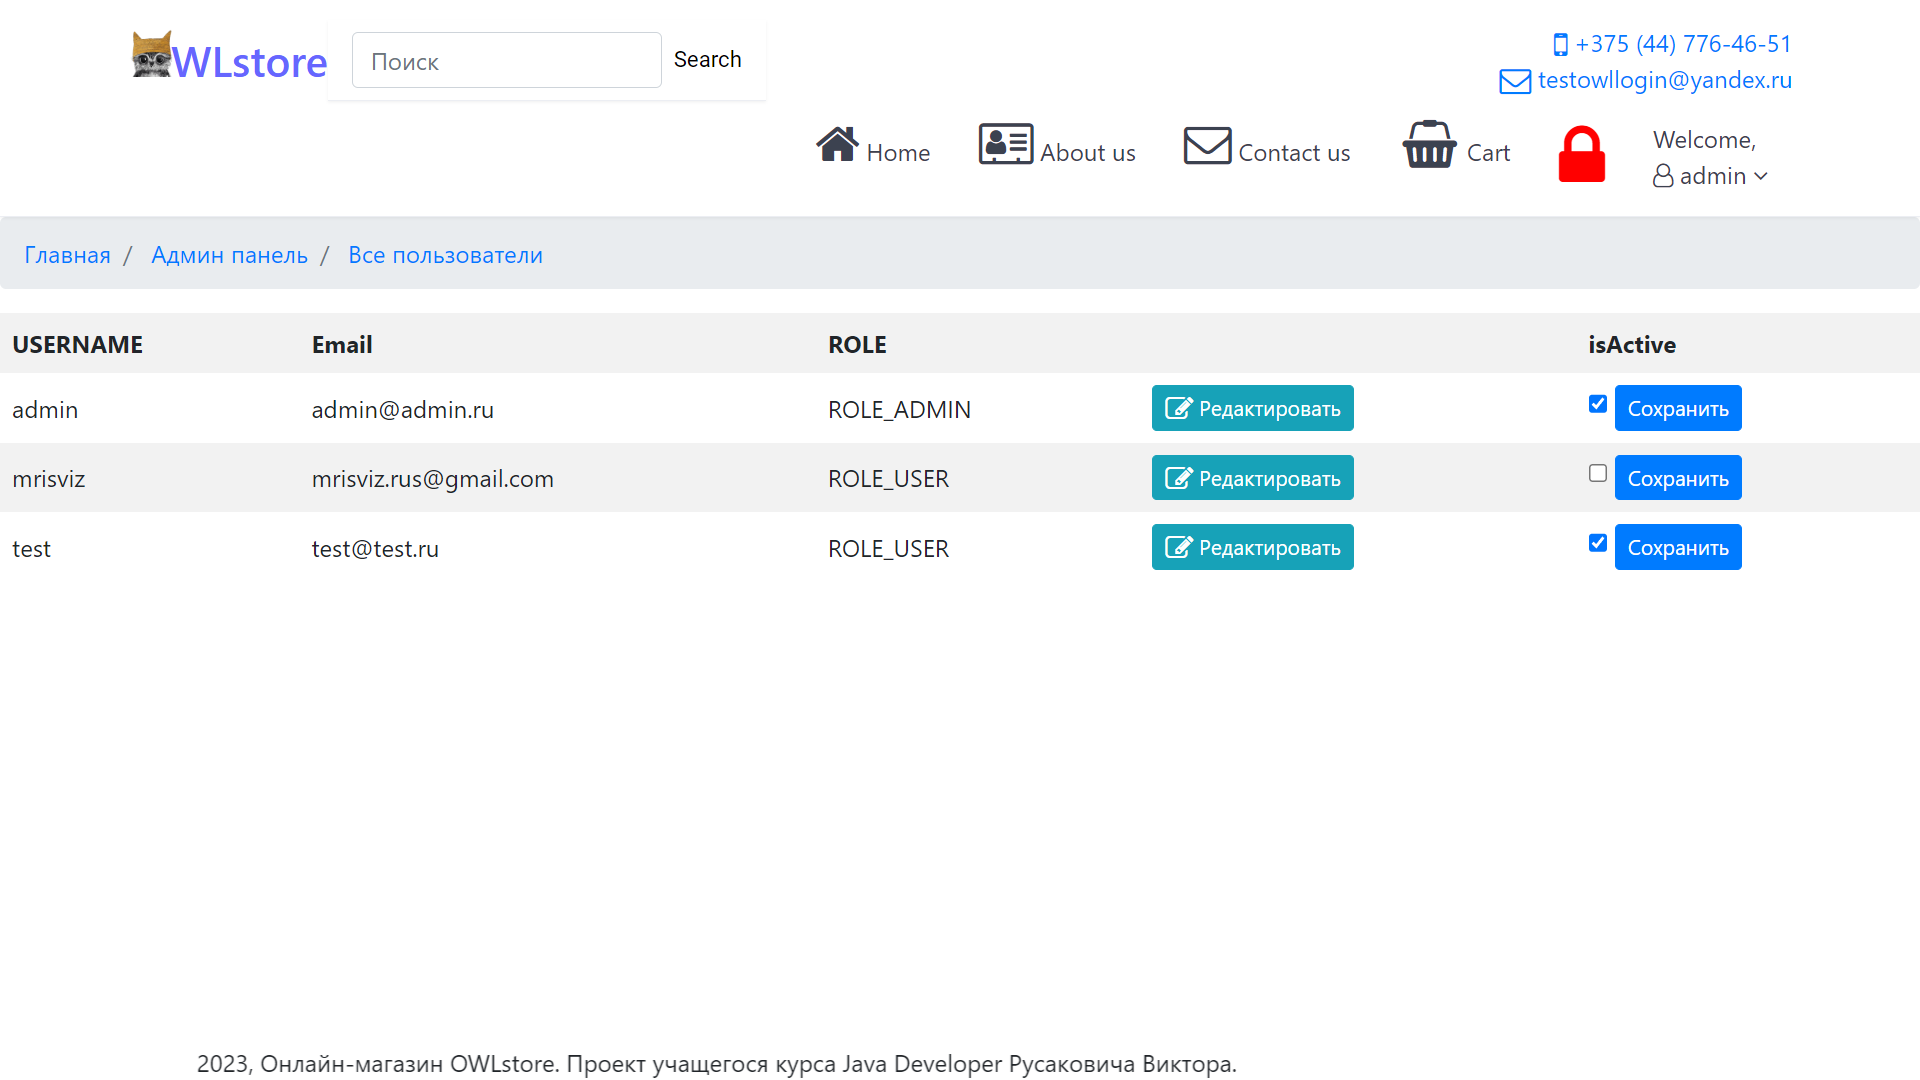 WLstore
Поиск
Search
+375 (44) 776-46-51
testowllogin@yandex.ru
Home
About us
Contact us
Cart
Welcome,
admin
Главная / Админ панель / Все пользователи
USERNAME Email ROLE isActive
admin admin@admin.ru ROLE_ADMIN Редактировать Сохранить
mrisviz mrisviz.rus@gmail.com ROLE_USER Редактировать Сохранить
test test@test.ru ROLE_USER Редактировать Сохранить
2023, Онлайн-магазин OWLstore. Проект учащегося курса Java Developer Русаковича Виктора.